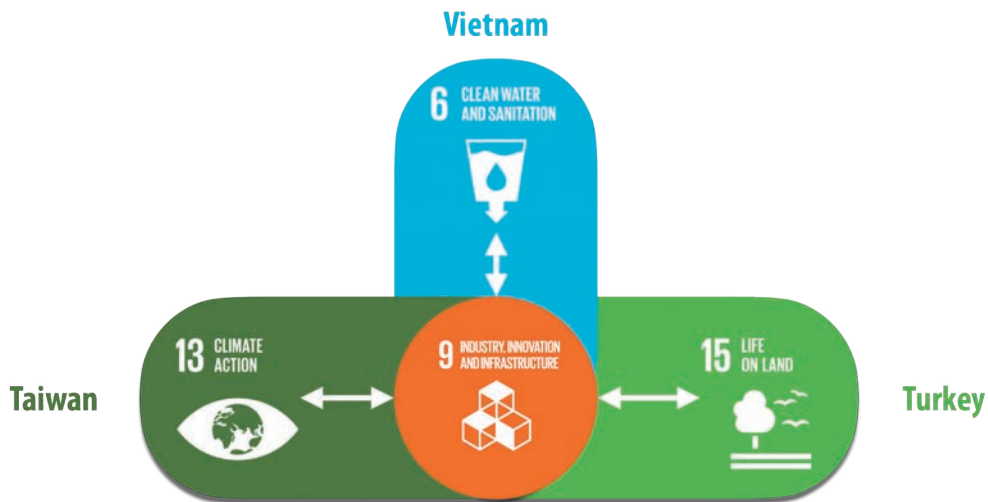 Vietnam
6 CLEAN WATER
AND SANITATION
13 CLIMATE
ACTION
9 INDUSTRY, INNOVATION
AND INFRASTRUCTURE
15 LIFE
ON LAND
Taiwan
Turkey